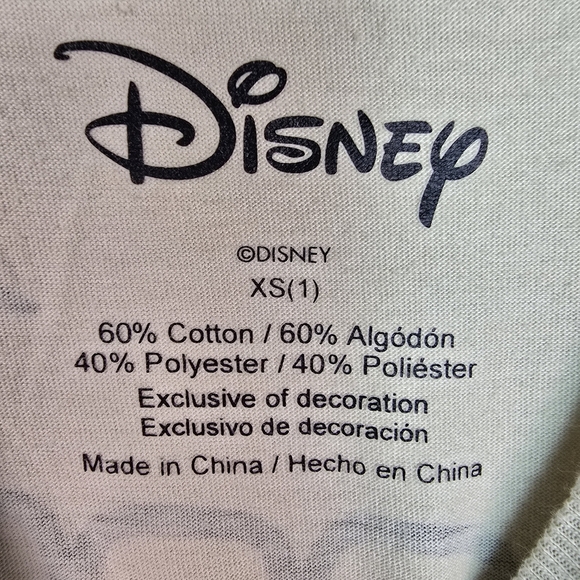 Disney
©DISNEY
XS(1)
60% Cotton / 60% Algódón
40% Polyester / 40% Poliéster
Exclusive of decoration
Exclusivo de decoración
Made in China / Hecho en China